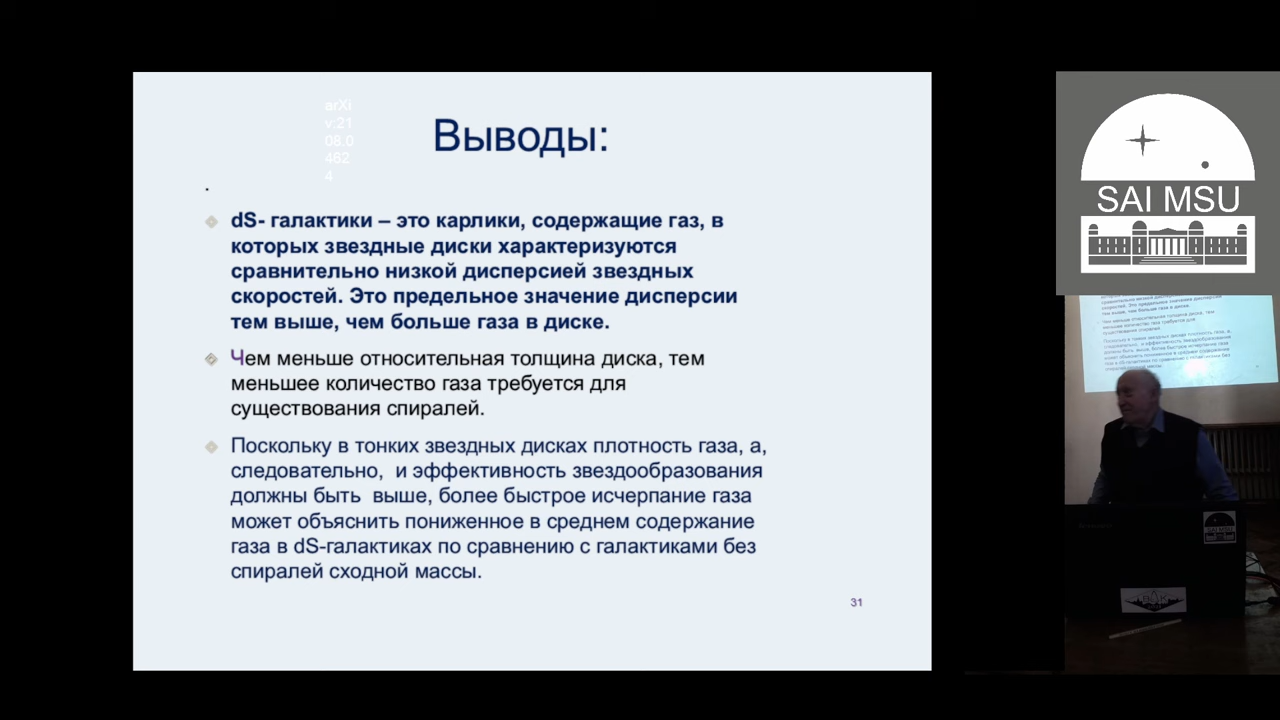 arXi
v:21
08.0
462
4
Выводы:
.
dS- галактики – это карлики, содержащие газ, в
которых звездные диски характеризуются
сравнительно низкой дисперсией звездных
скоростей. Это предельное значение дисперсии
тем выше, чем больше газа в диске.
Чем меньше относительная толщина диска, тем
меньшее количество газа требуется для
существования спиралей.
Поскольку в тонких звездных дисках плотность газа, а,
следовательно,  и эффективность звездообразования
должны быть  выше, более быстрое исчерпание газа
может объяснить пониженное в среднем содержание
газа в dS-галактиках по сравнению с галактиками без
спиралей сходной массы.
31
SAI MSU
SAI MSU